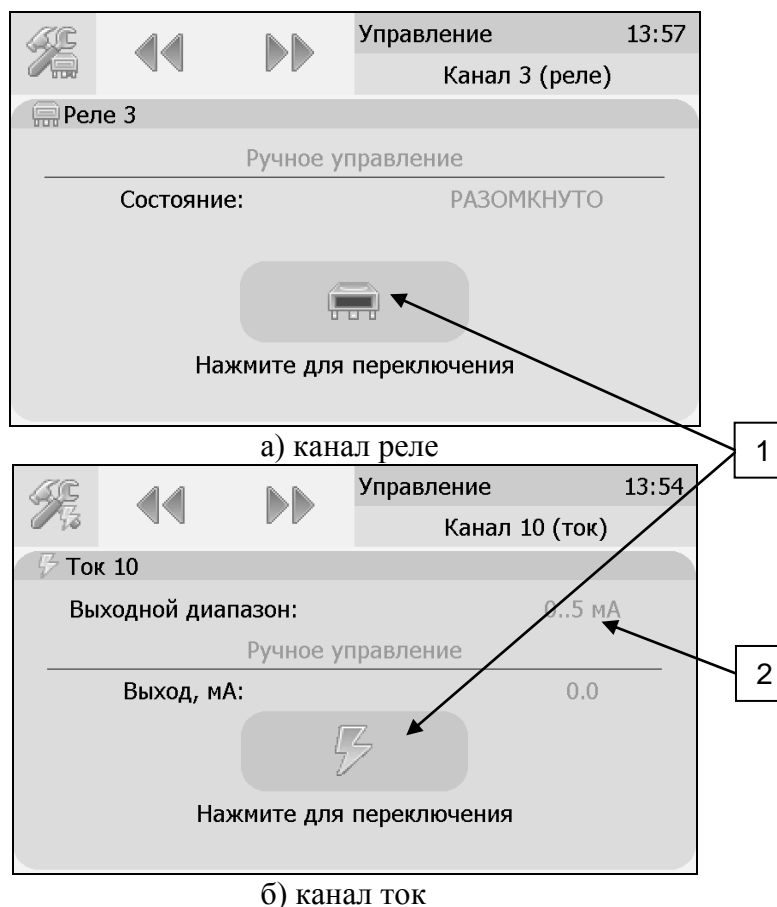 Управление 13:57
Канал 3 (реле)
Реле 3
Ручное управление
Состояние: РАЗОМКНУТО
Нажмите для переключения
а) канал реле
1
Управление 13:54
Канал 10 (ток)
Ток 10
Выходной диапазон: 0..5 мА
Ручное управление
2
Выход, мА: 0.0
Нажмите для переключения
б) канал ток